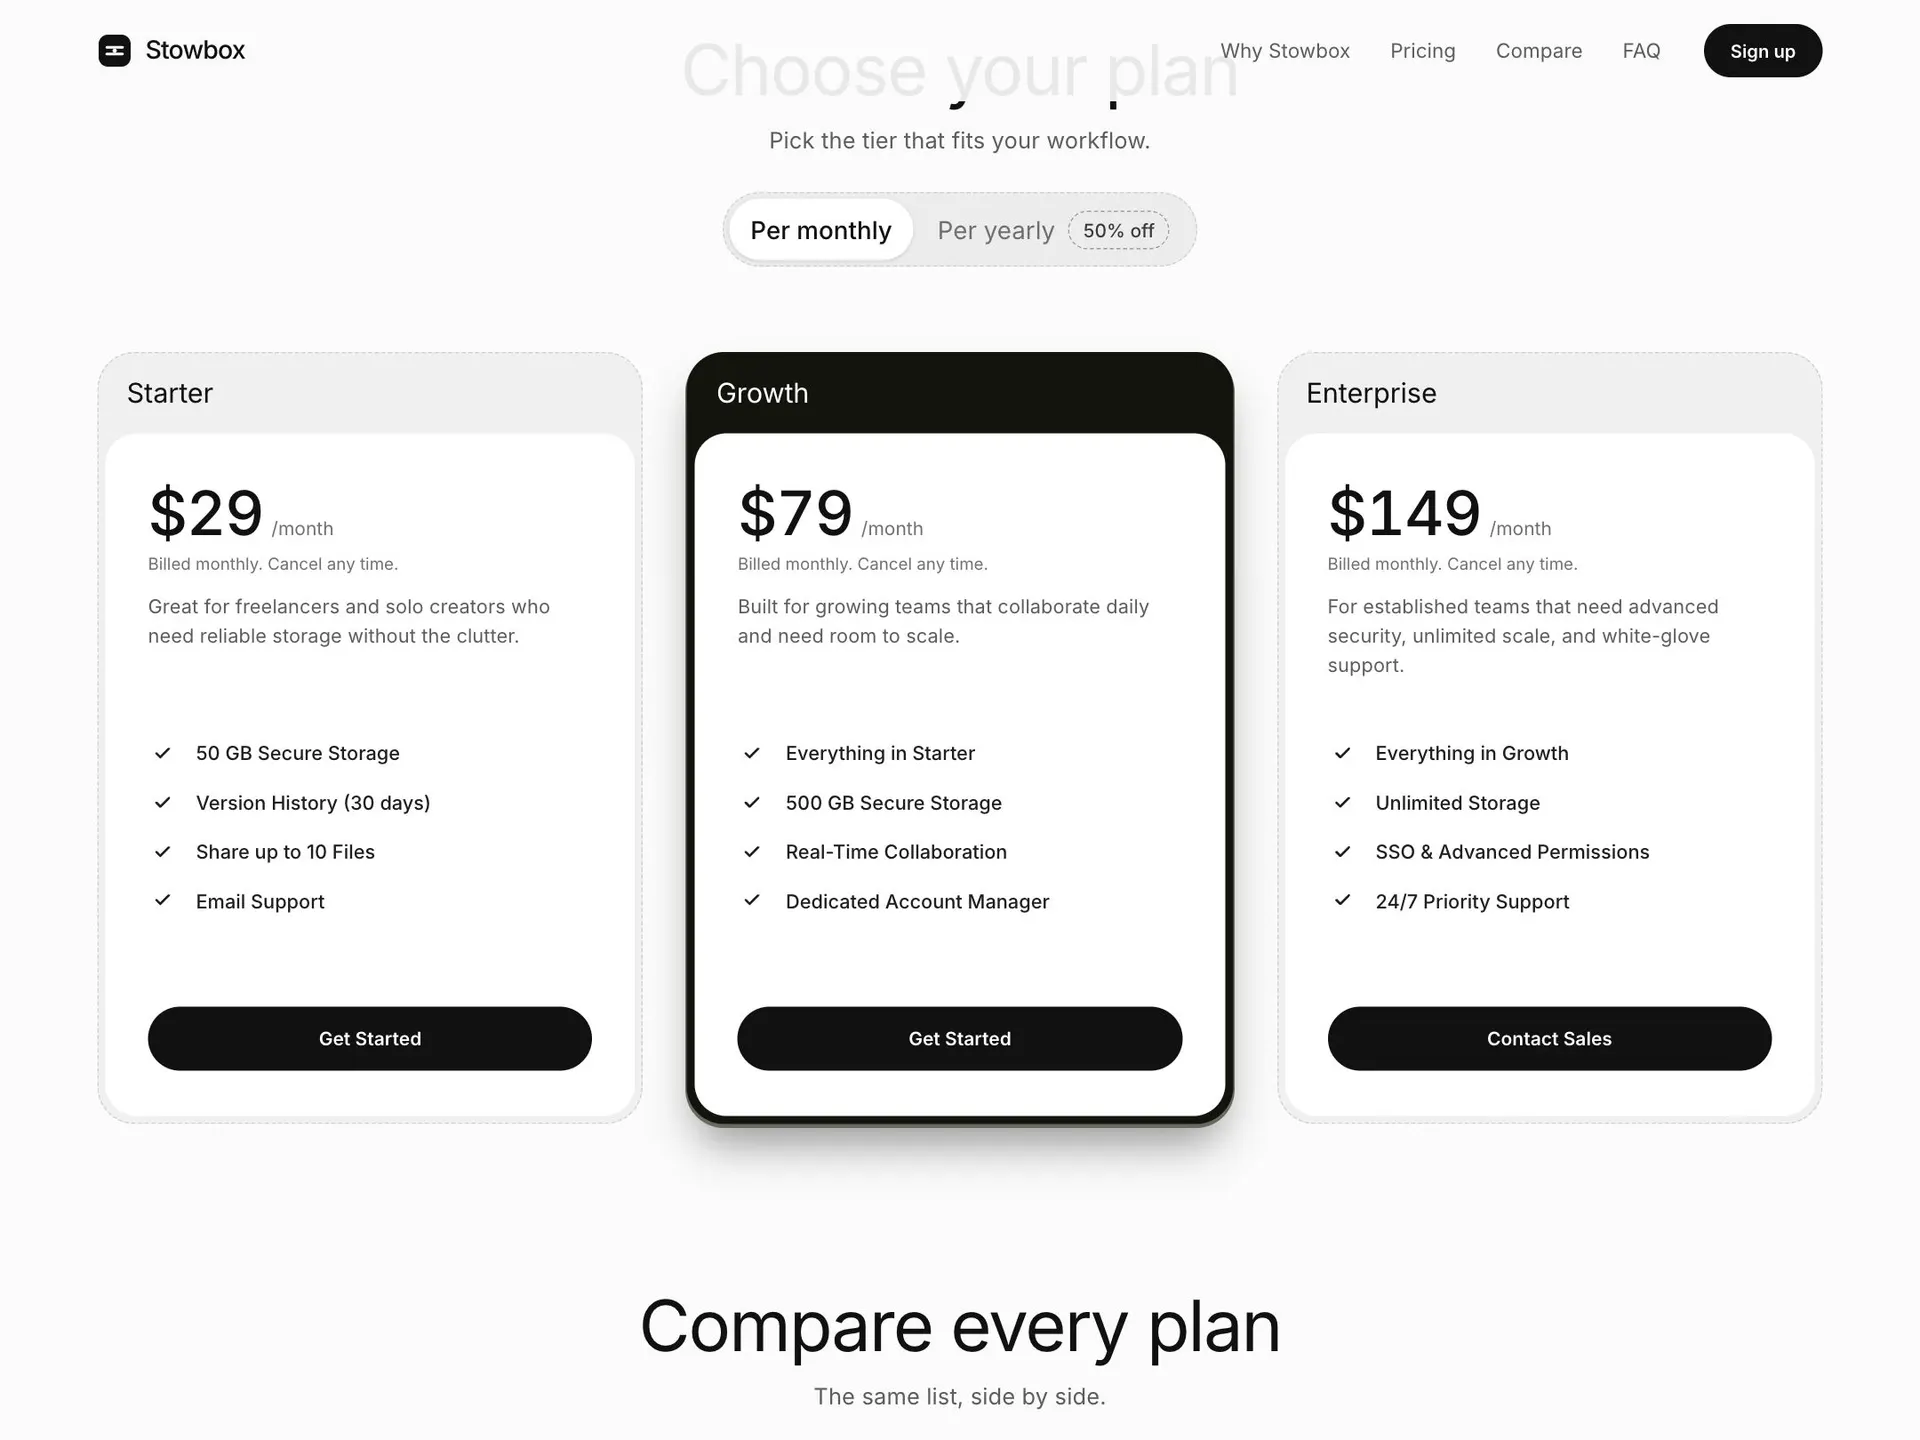 Stowbox
Why Stowbox
Pricing
Compare
FAQ
Sign up
Choose your plan
Pick the tier that fits your workflow.
Per monthly
Per yearly
50% off
Starter
$29 /month
Billed monthly. Cancel any time.
Great for freelancers and solo creators who
need reliable storage without the clutter.
50 GB Secure Storage
Version History (30 days)
Share up to 10 Files
Email Support
Get Started
Growth
$79 /month
Billed monthly. Cancel any time.
Built for growing teams that collaborate daily
and need room to scale.
Everything in Starter
500 GB Secure Storage
Real-Time Collaboration
Dedicated Account Manager
Get Started
Enterprise
$149 /month
Billed monthly. Cancel any time.
For established teams that need advanced
security, unlimited scale, and white-glove
support.
Everything in Growth
Unlimited Storage
SSO & Advanced Permissions
24/7 Priority Support
Contact Sales
Compare every plan
The same list, side by side.